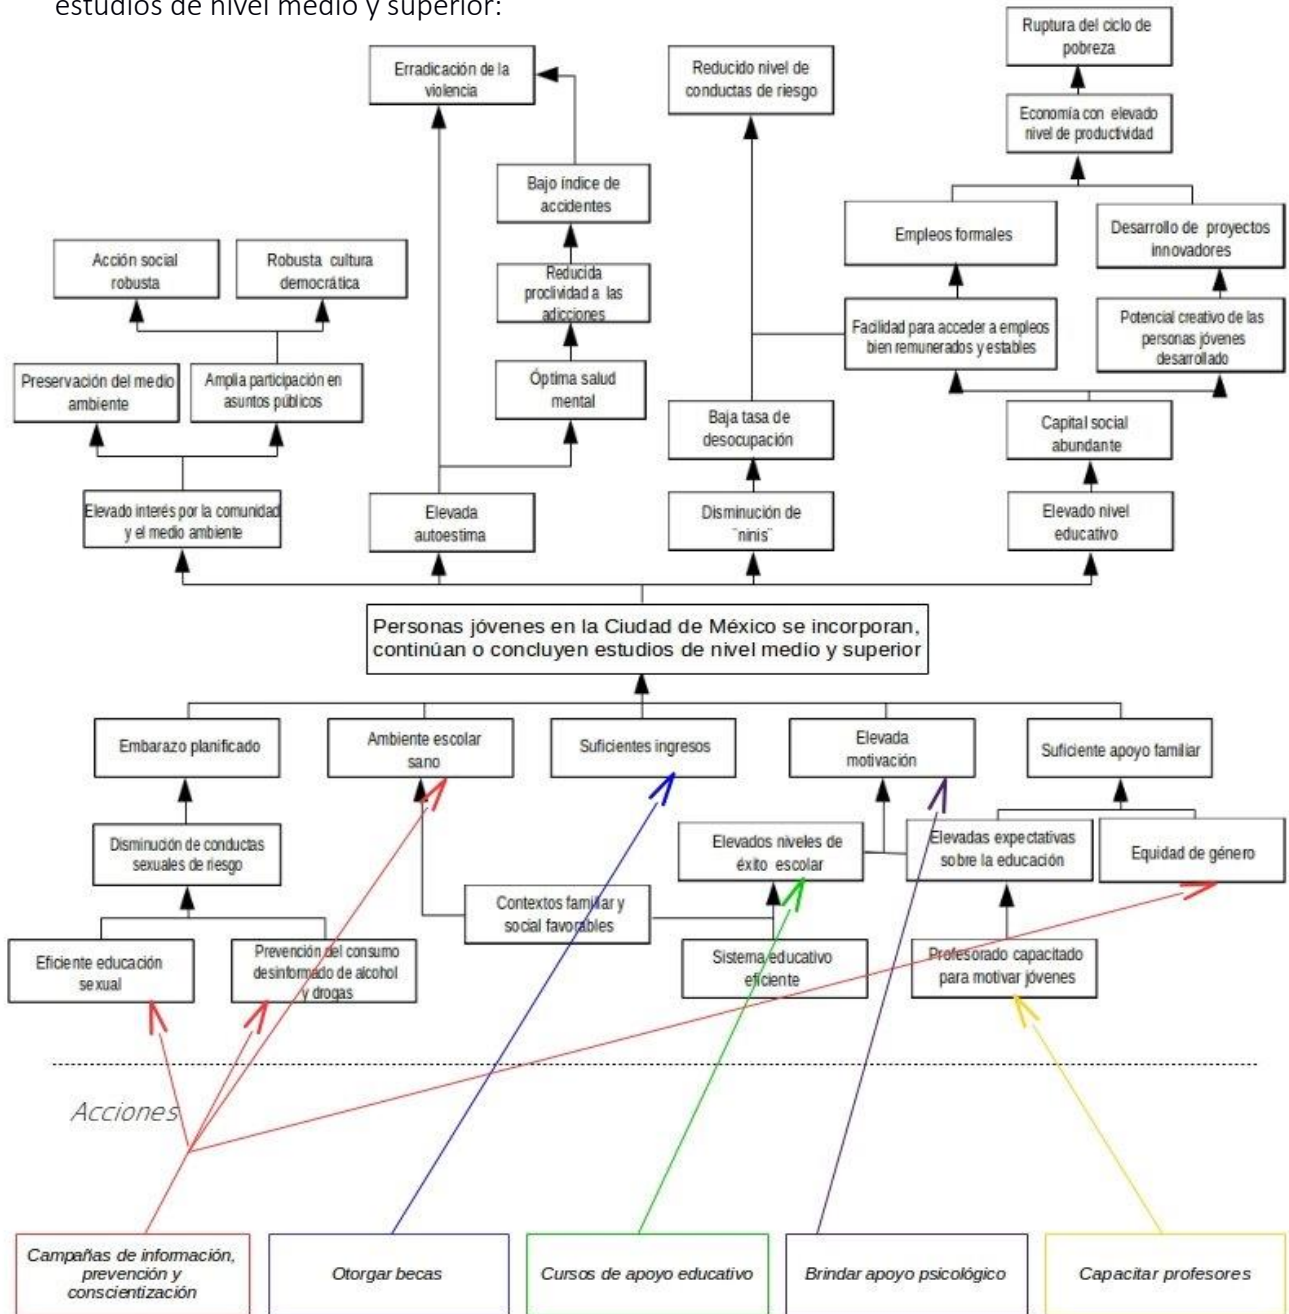 estudios de nivel medio y superior:
Ruptura del ciclo de
pobreza
Erradicación de la
violencia
Reducido nivel de
conductas de riesgo
Economía con elevado
nivel de productividad
Bajo índice de
accidentes
Empleos formales
Desarrollo de proyectos
innovadores
Acción social
robusta
Robusta cultura
democrática
Reducida
proclividad a las
adicciones
Facilidad para acceder a empleos
bien remunerados y estables
Potencial creativo de las
personas jóvenes
desarrollado
Preservación del medio
ambiente
Amplia participación en
asuntos públicos
Óptima salud
mental
Baja tasa de
desocupación
Capital social
abundante
Elevado interés por la comunidad
y el medio ambiente
Elevada
autoestima
Disminución de
¨ninis¨
Elevado nivel
educativo
Personas jóvenes en la Ciudad de México se incorporan,
continúan o concluyen estudios de nivel medio y superior
Embarazo planificado
Ambiente escolar
sano
Suficientes ingresos
Elevada
motivación
Suficiente apoyo familiar
Disminución de conductas
sexuales de riesgo
Elevados niveles de
éxito escolar
Elevadas expectativas
sobre la educación
Equidad de género
Contextos familiar y
social favorables
Eficiente educación
sexual
Prevención del consumo
desinformado de alcohol
y drogas
Sistema educativo
eficiente
Profesorado capacitado
para motivar jóvenes
Acciones
Campañas de información,
prevención y
conscientización
Otorgar becas
Cursos de apoyo educativo
Brindar apoyo psicológico
Capacitar profesores